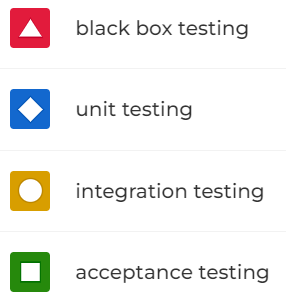 black box testing
unit testing
integration testing
acceptance testing